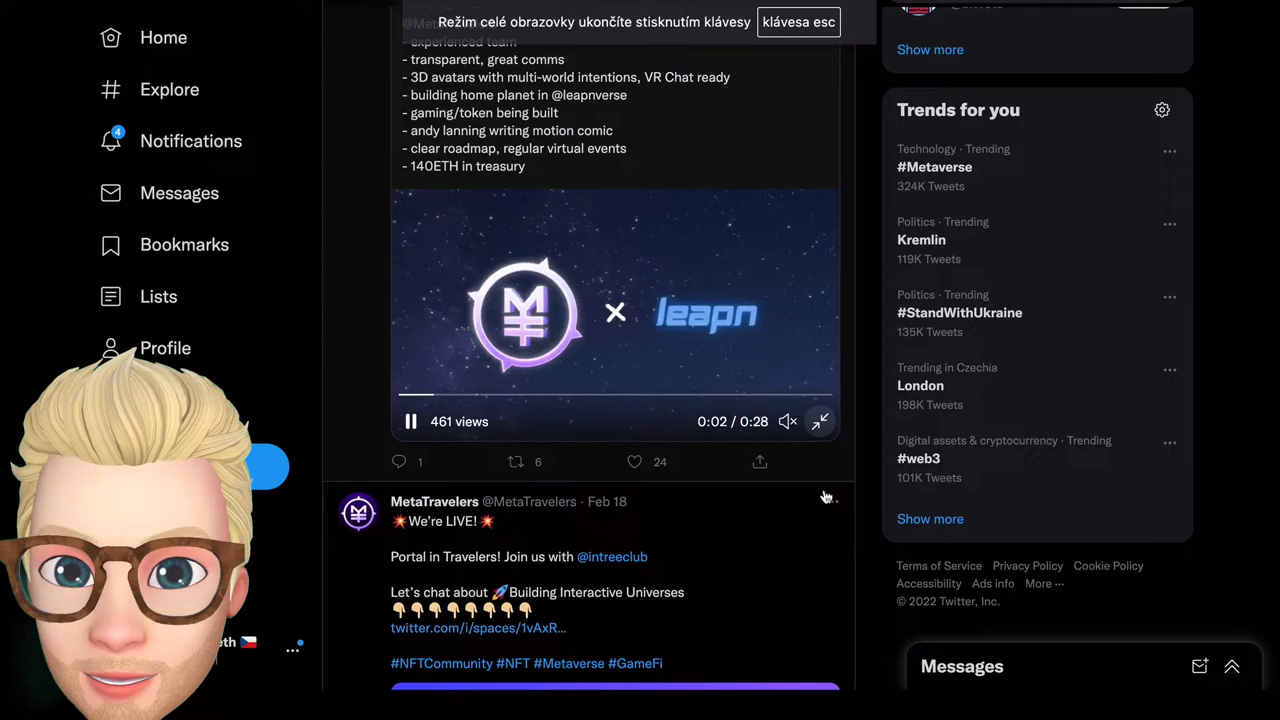 Režim celé obrazovky ukončíte stisknutím klávesy klávesa esc
Home
Explore
4
Notifications
Messages
Bookmarks
Lists
Profile
eth
- experienced team
- transparent, great comms
- 3D avatars with multi-world intentions, VR Chat ready
- building home planet in @leapnverse
- gaming/token being built
- andy lanning writing motion comic
- clear roadmap, regular virtual events
- 140ETH in treasury
x leapn
461 views
0:02 / 0:28
1
6
24
MetaTravelers @MetaTravelers · Feb 18
💥We’re LIVE!💥
Portal in Travelers! Join us with @intreeclub
Let’s chat about 🚀Building Interactive Universes
👇🏼👇🏼👇🏼👇🏼👇🏼👇🏼👇🏼👇🏼
twitter.com/i/spaces/1vAxR…
#NFTCommunity #NFT #Metaverse #GameFi
Show more
Trends for you
Technology · Trending
#Metaverse
324K Tweets
Politics · Trending
Kremlin
119K Tweets
Politics · Trending
#StandWithUkraine
135K Tweets
Trending in Czechia
London
198K Tweets
Digital assets & cryptocurrency · Trending
#web3
101K Tweets
Show more
Terms of Service Privacy Policy Cookie Policy
Accessibility Ads info More ···
© 2022 Twitter, Inc.
Messages